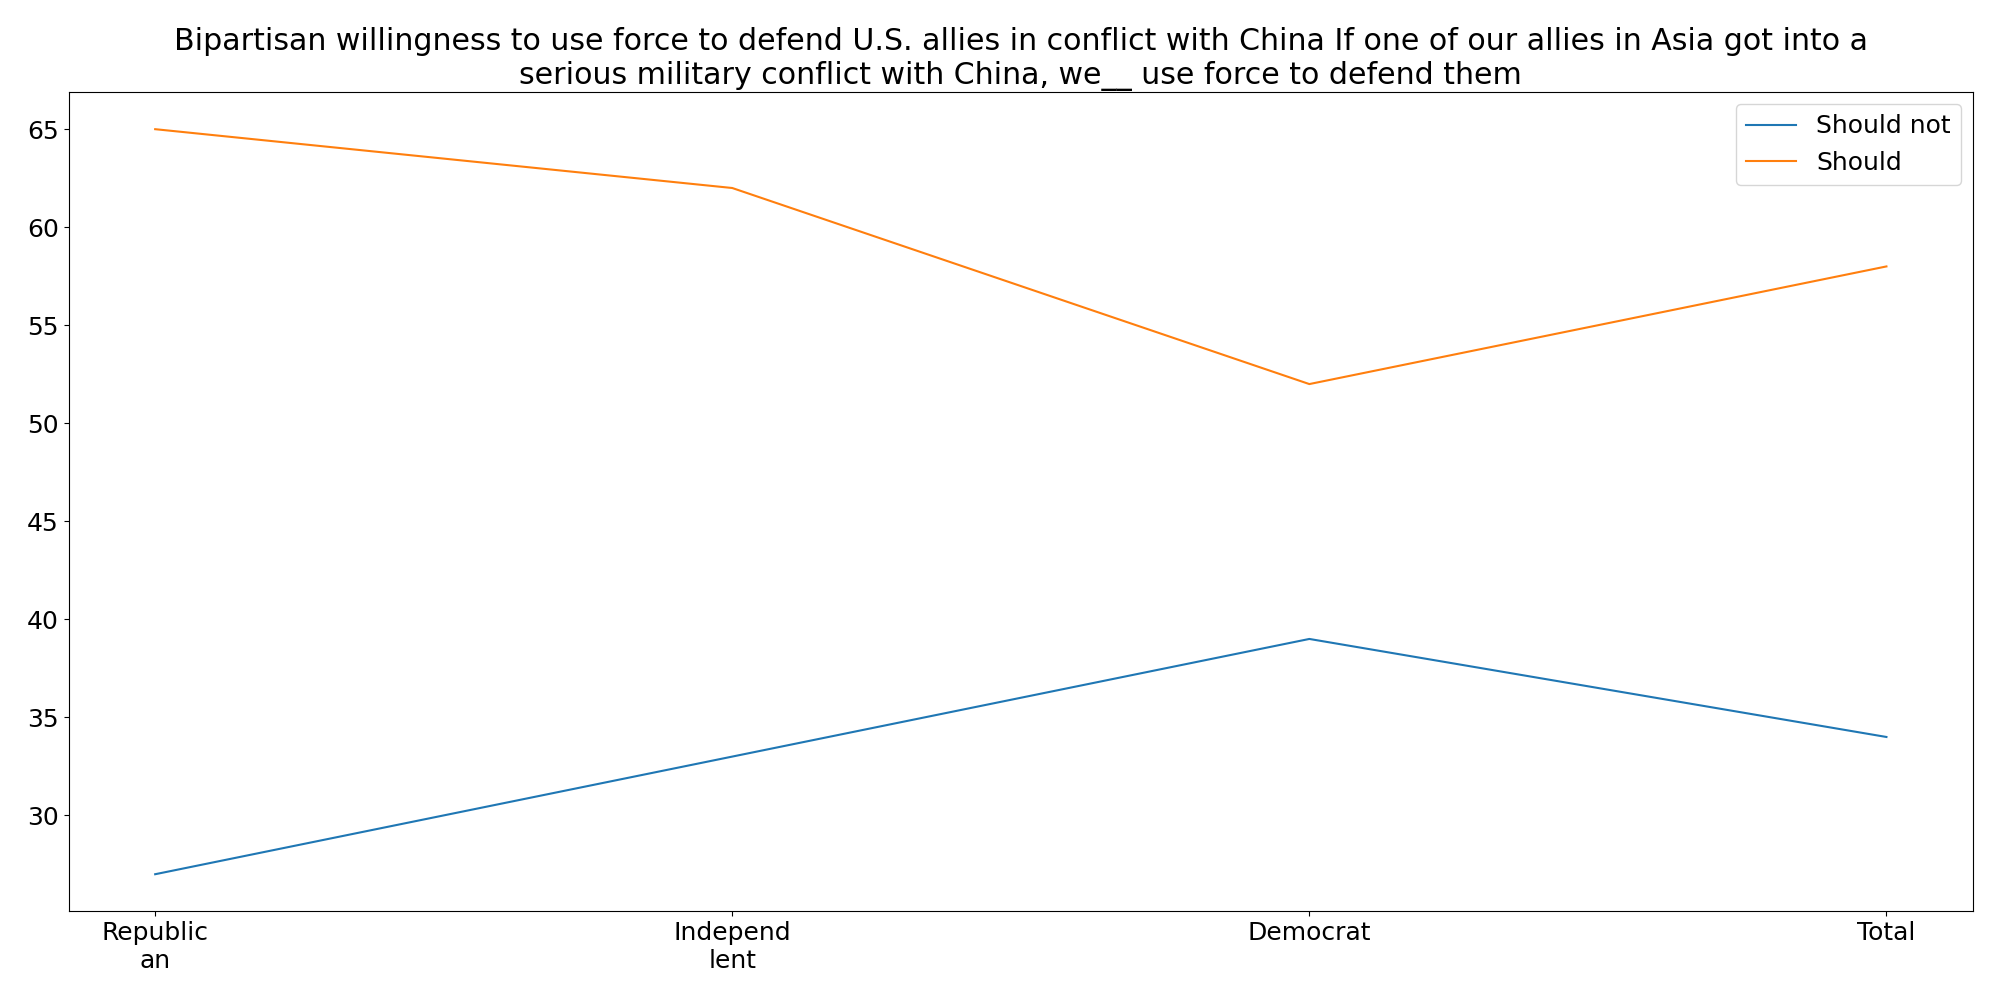 Bipartisan willingness to use force to defend U.S. allies in conflict with China If one of our allies in Asia got into a
serious military conflict with China, we__ use force to defend them
Should not
Should
65
60
55
50
45
40
35
30
Republic
an
Independ
lent
Democrat
Total